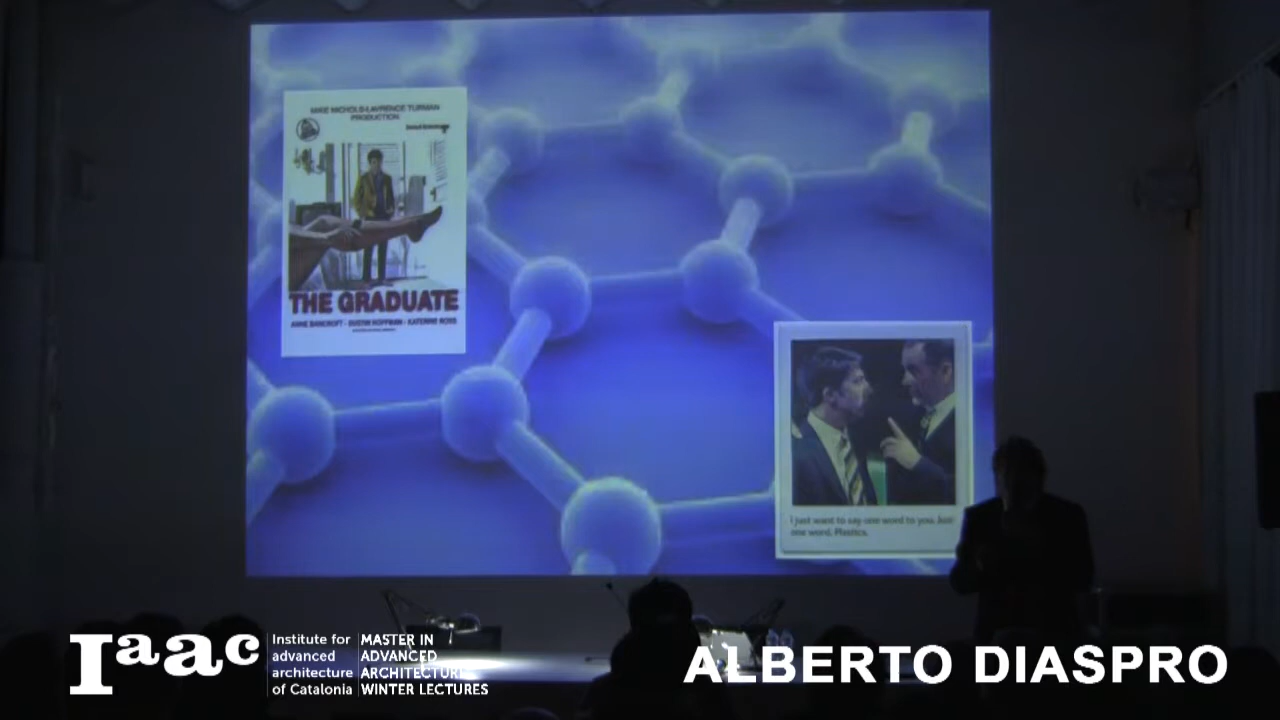 MIKE NICHOLS-LAWRENCE TURMAN
PRODUCTION
THE GRADUATE
ANNE BANCROFT - DUSTIN HOFFMAN - KATERINE ROSS
I just want to say one word to you. Just
one word. Plastics.
Iaac
Institute for
advanced
architecture
of Catalonia
MASTER IN
ADVANCED
ARCHITECTURE
WINTER LECTURES
ALBERTO DIASPRO